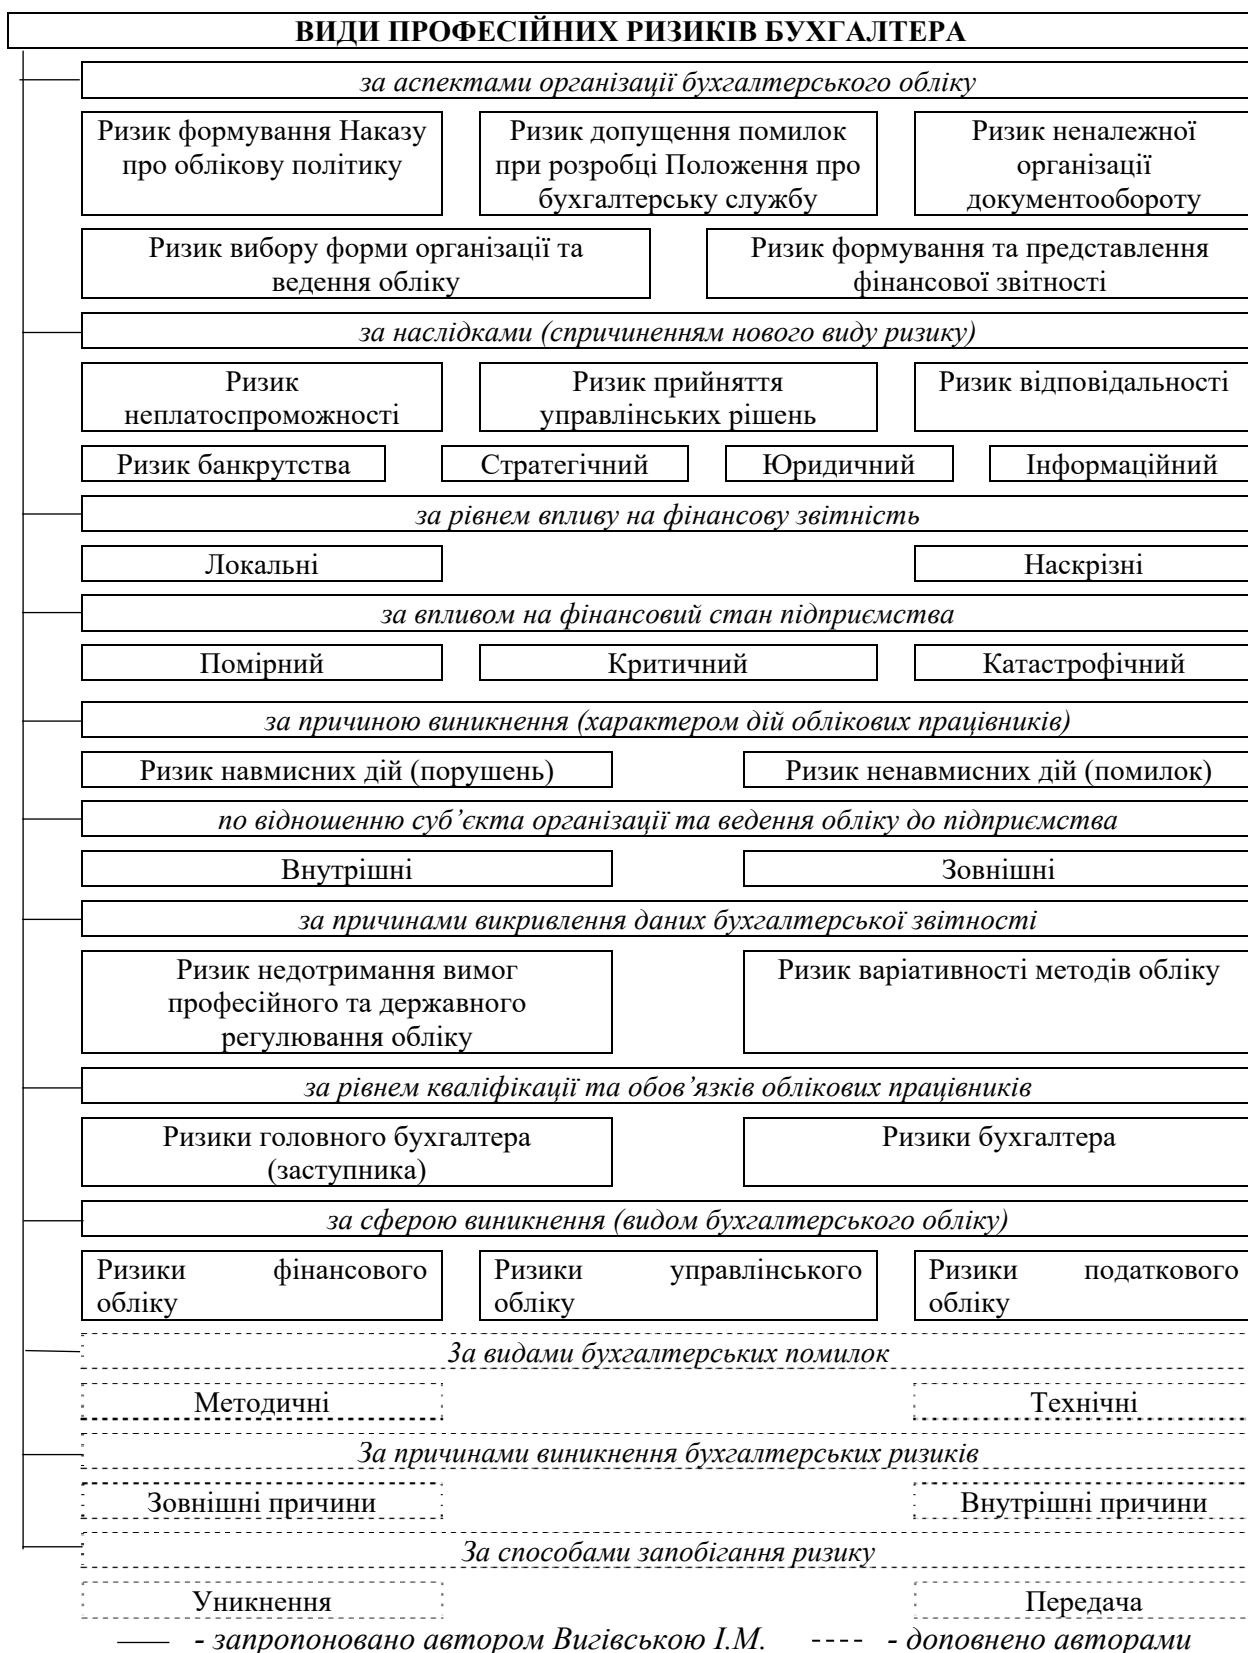 ВИДИ ПРОФЕСІЙНИХ РИЗИКІВ БУХГАЛТЕРА
за аспектами організації бухгалтерського обліку
Ризик формування Наказу
про облікову політику
Ризик допущення помилок
при розробці Положення про
бухгалтерську службу
Ризик неналежної
організації
документообороту
Ризик вибору форми організації та
ведення обліку
Ризик формування та представлення
фінансової звітності
за наслідками (спричиненням нового виду ризику)
Ризик
неплатоспроможності
Ризик прийняття
управлінських рішень
Ризик відповідальності
Ризик банкрутства
Стратегічний
Юридичний
Інформаційний
за рівнем впливу на фінансову звітність
Локальні
Наскрізні
за впливом на фінансовий стан підприємства
Помірний
Критичний
Катастрофічний
за причиною виникнення (характером дій облікових працівників)
Ризик навмисних дій (порушень)
Ризик ненавмисних дій (помилок)
по відношенню суб’єкта організації та ведення обліку до підприємства
Внутрішні
Зовнішні
за причинами викривлення даних бухгалтерської звітності
Ризик недотримання вимог
професійного та державного
регулювання обліку
Ризик варіативності методів обліку
за рівнем кваліфікації та обов’язків облікових працівників
Ризики головного бухгалтера
(заступника)
Ризики бухгалтера
за сферою виникнення (видом бухгалтерського обліку)
Ризики фінансового
обліку
Ризики управлінського
обліку
Ризики податкового
обліку
За видами бухгалтерських помилок
Методичні
Технічні
За причинами виникнення бухгалтерських ризиків
Зовнішні причини
Внутрішні причини
За способами запобігання ризику
Уникнення
Передача
—— - запропоновано автором Вигівською І.М. ---- - доповнено авторами